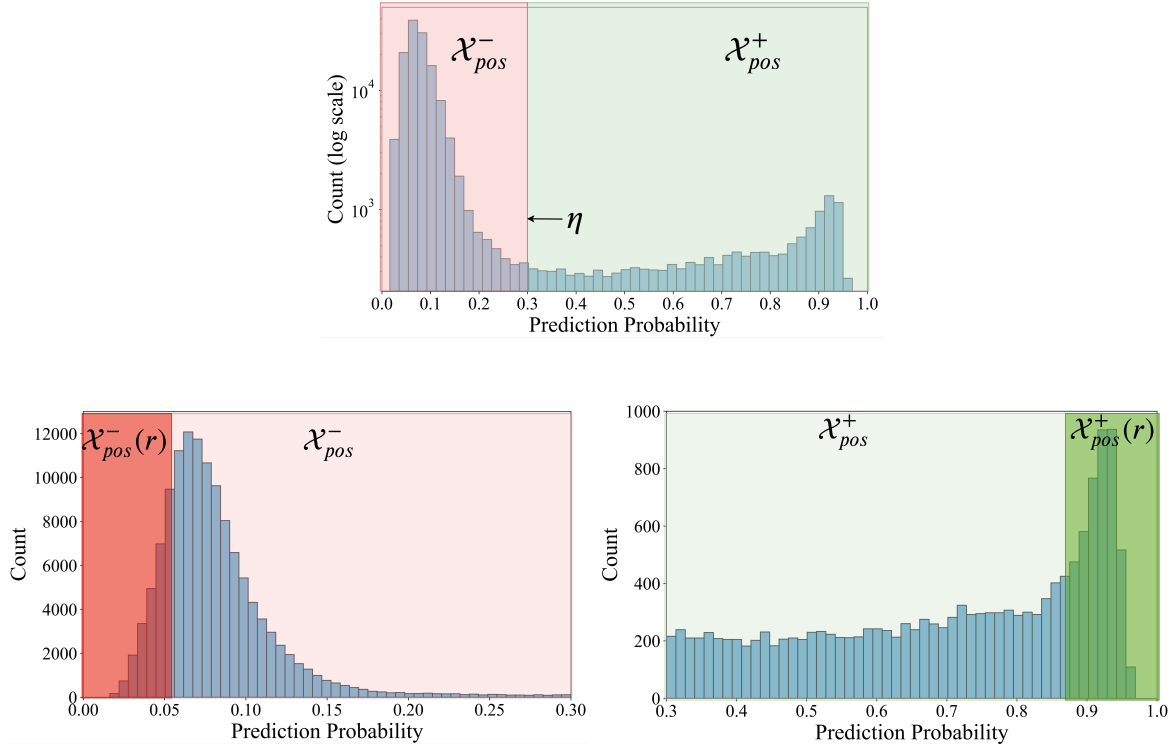 𝒳⁻pos
𝒳⁺pos
Count (log scale)
10⁴
10³
η
0.0 0.1 0.2 0.3 0.4 0.5 0.6 0.7 0.8 0.9 1.0
Prediction Probability
𝒳⁻pos(r)
𝒳⁻pos
Count
12000
10000
8000
6000
4000
2000
0
0.00 0.05 0.10 0.15 0.20 0.25 0.30
Prediction Probability
𝒳⁺pos
𝒳⁺pos(r)
Count
1000
800
600
400
200
0
0.3 0.4 0.5 0.6 0.7 0.8 0.9 1.0
Prediction Probability